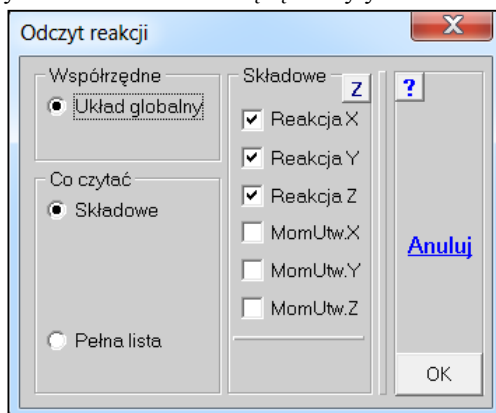 Odczyt reakcji
X
Współrzędne
Układ globalny
Co czytać
Składowe
Pełna lista
Składowe
Z
Reakcja X
Reakcja Y
Reakcja Z
MomUtw.X
MomUtw.Y
MomUtw.Z
?
Anuluj
OK